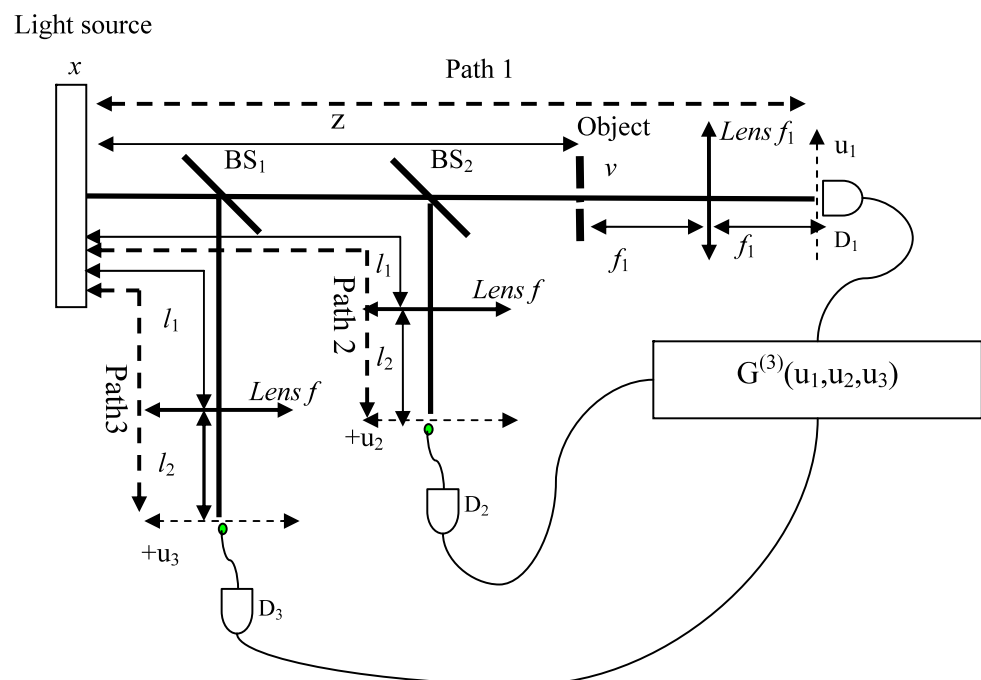 Light source
x
Path 1
z
Object
Lens f₁
u₁
BS₁
BS₂
v
D₁
f₁
f₁
l₁
Lens f
Path 2
l₁
l₂
G⁽³⁾(u₁,u₂,u₃)
Path3
Lens f
+u₂
l₂
D₂
+u₃
D₃